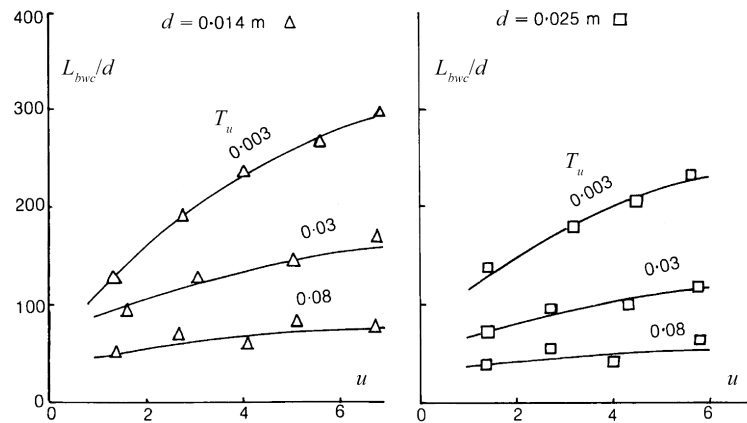 400
d = 0·014 m △
d = 0·025 m □
L_bwc/d
L_bwc/d
300
T_u
0·003
T_u
0·003
200
0·03
0·03
100
0·08
0·08
u
u
0
0 2 4 6
0 2 4 6